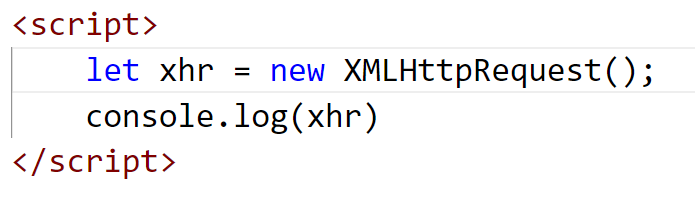 <script>
let xhr = new XMLHttpRequest();
console.log(xhr)
</script>